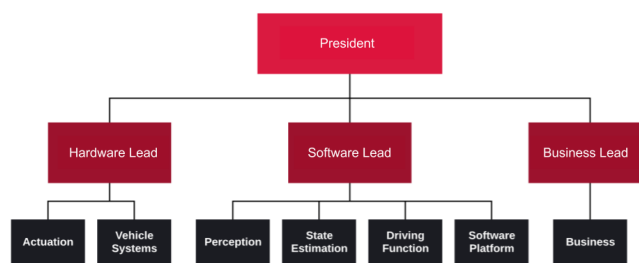 President
Hardware Lead
Software Lead
Business Lead
Actuation
Vehicle
Systems
Perception
State
Estimation
Driving
Function
Software
Platform
Business